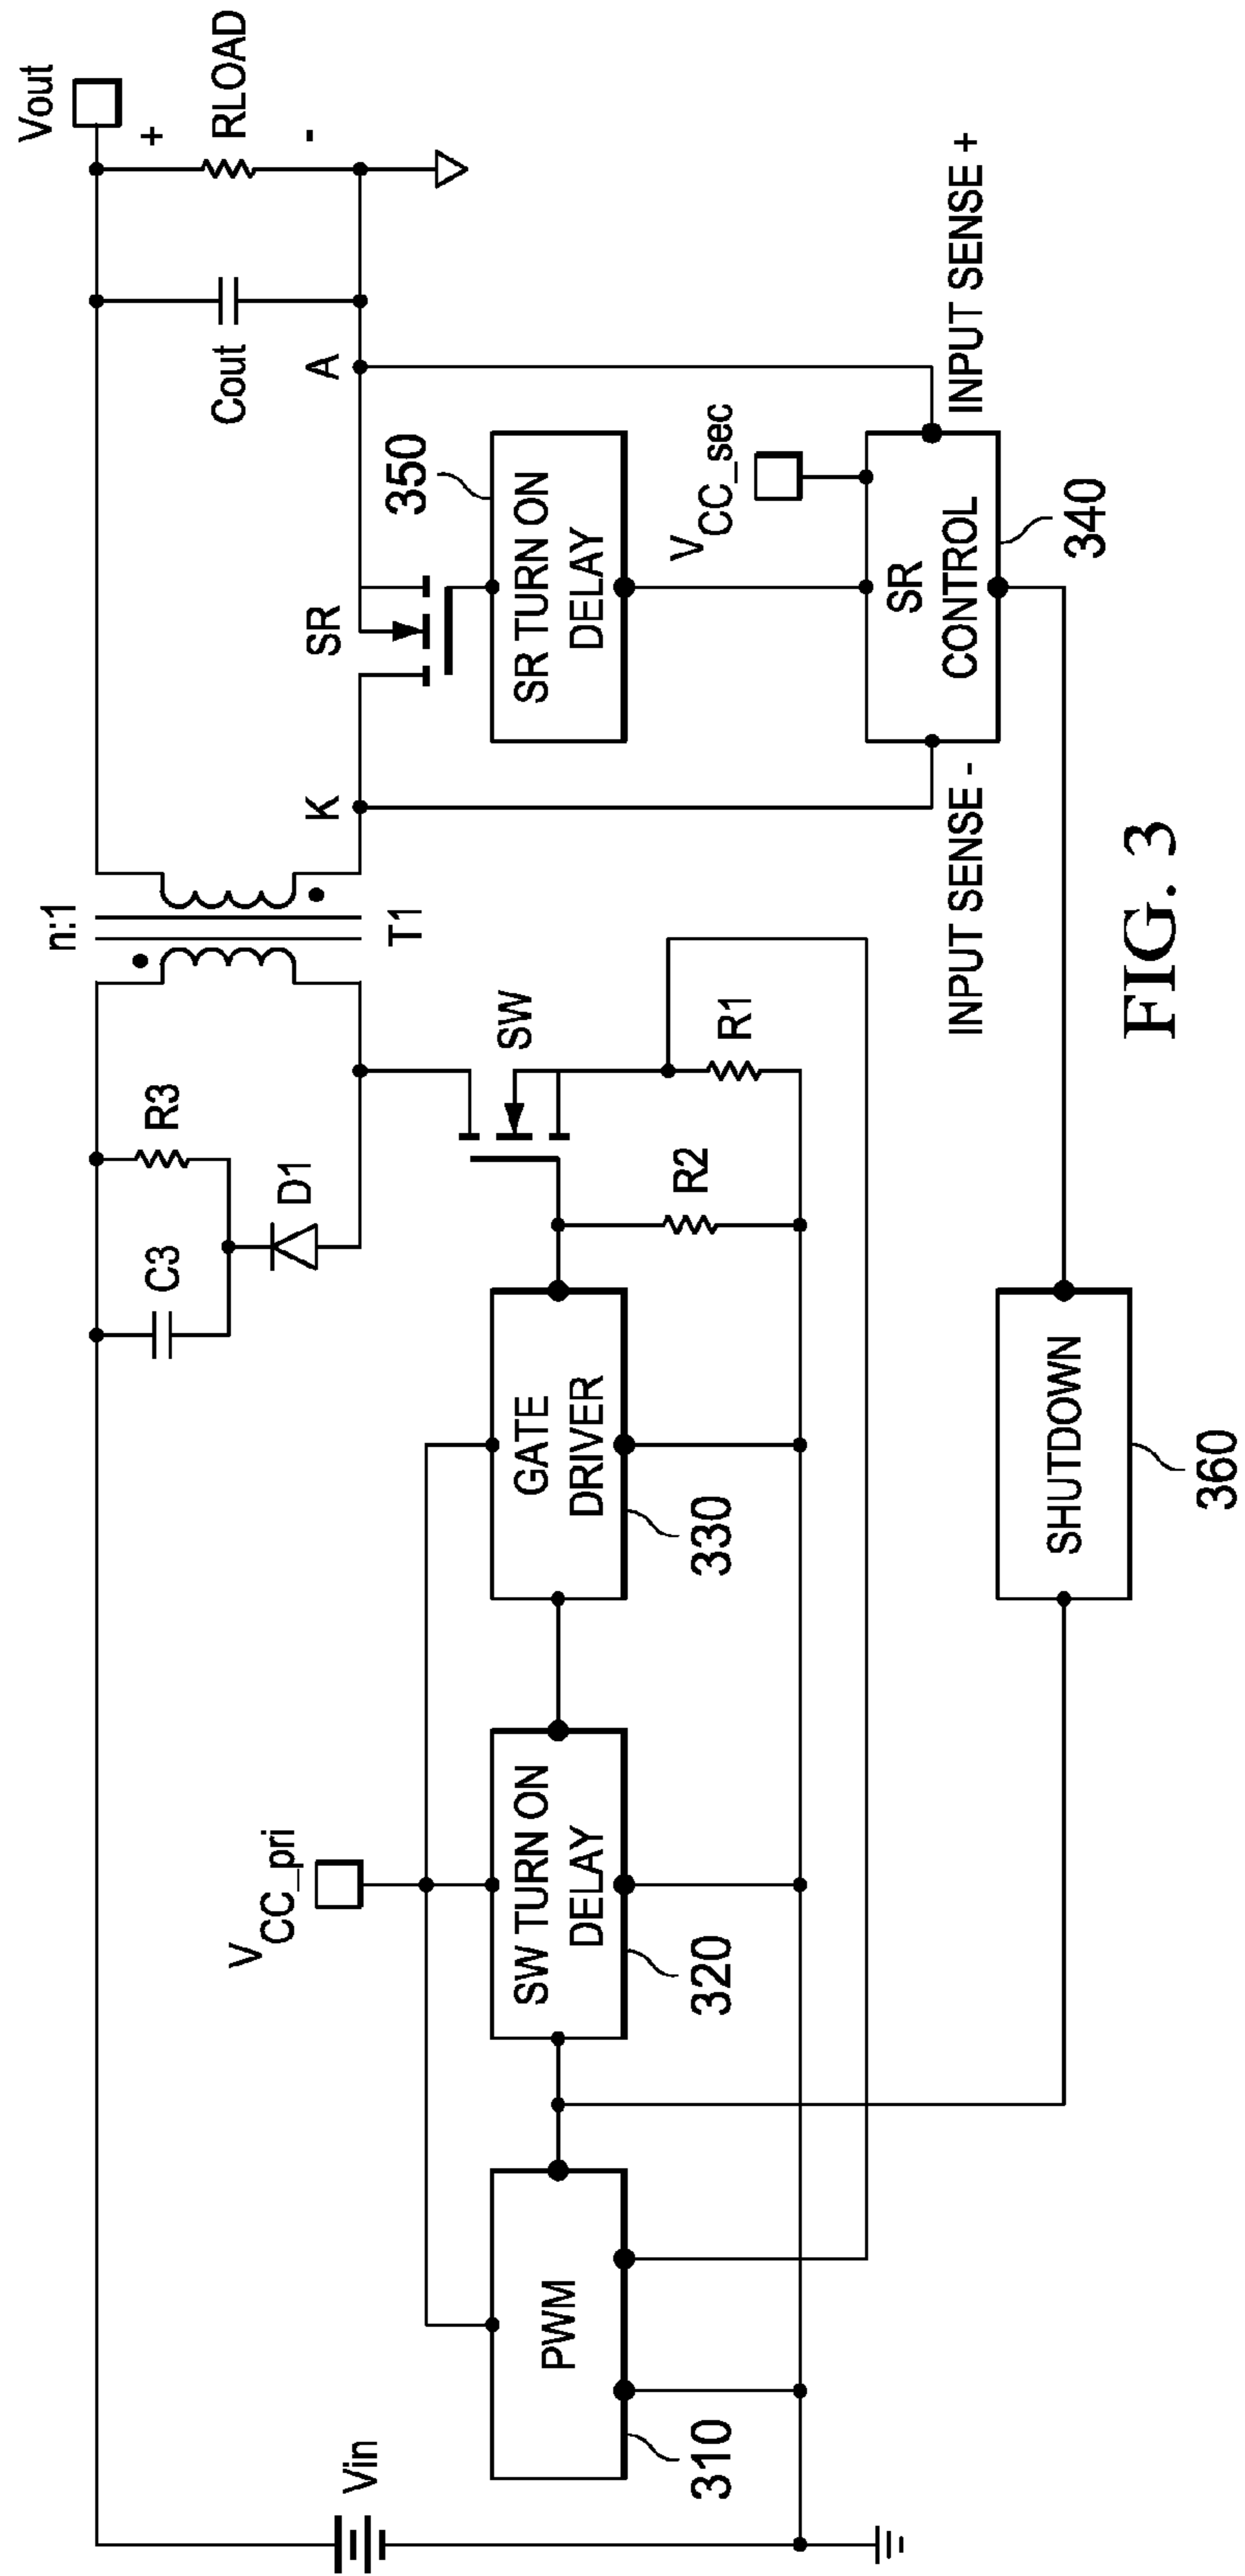 n:1
Vout
+
RLOAD
-
C3
R3
D1
T1
K
A
Cout
Vin
VCC_pri
SW
SR
350
PWM
310
SW TURN ON
DELAY
320
GATE
DRIVER
330
R2
R1
SR TURN ON
DELAY
VCC_sec
SR
CONTROL
340
INPUT SENSE -
INPUT SENSE +
SHUTDOWN
360
FIG. 3